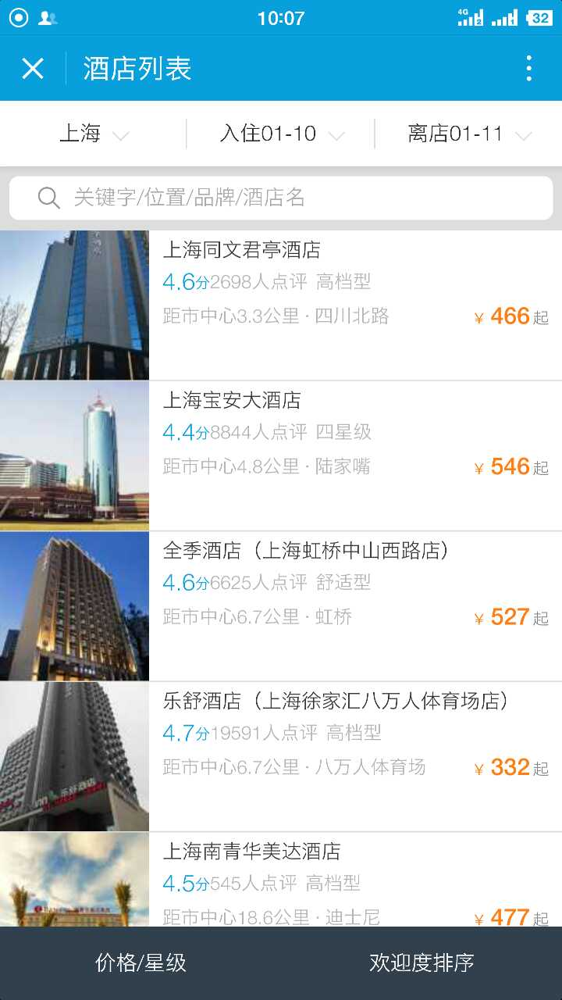 10:07
4G
2
32
酒店列表
上海
入住01-10
离店01-11
关键字/位置/品牌/酒店名
上海同文君亭酒店
4.6分2698人点评 高档型
距市中心3.3公里·四川北路
¥ 466起
上海宝安大酒店
4.4分8844人点评 四星级
距市中心4.8公里·陆家嘴
¥ 546起
全季酒店（上海虹桥中山西路店）
4.6分6625人点评 舒适型
距市中心6.7公里·虹桥
¥ 527起
乐舒酒店（上海徐家汇八万人体育场店）
4.7分19591人点评 高档型
距市中心6.7公里·八万人体育场
¥ 332起
乐舒酒店
上海南青华美达酒店
4.5分545人点评 高档型
距市中心18.6公里·迪士尼
¥ 477起
价格/星级
欢迎度排序